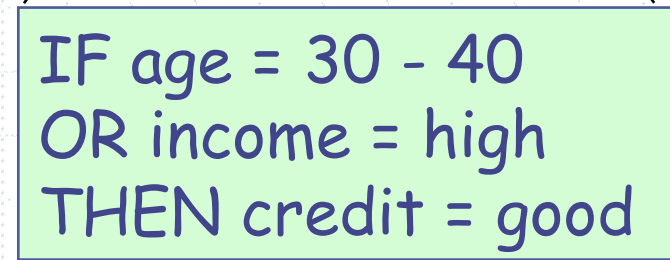 IF age = 30 - 40
OR income = high
THEN credit = good